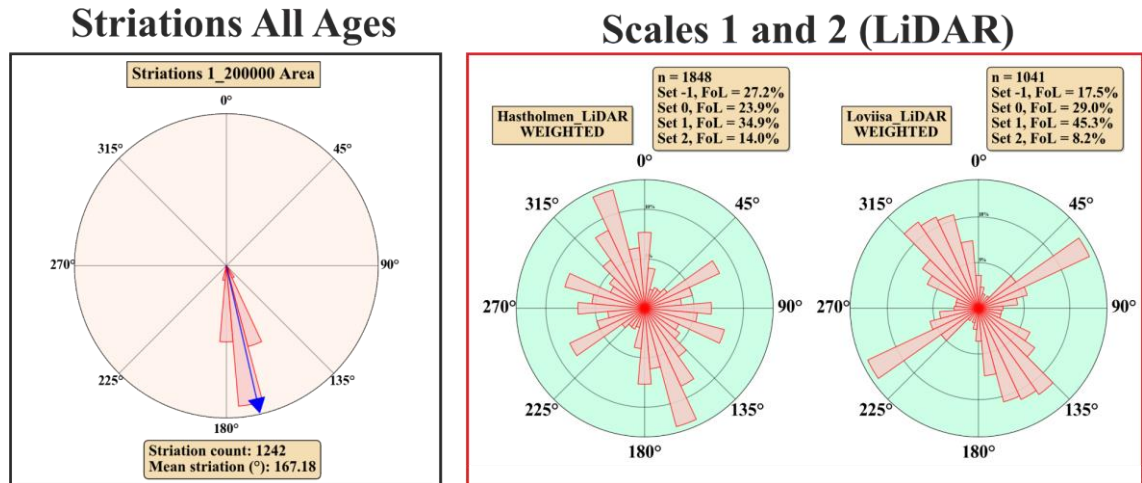 Striations All Ages
Striations 1_200000 Area
0°
45°
90°
135°
180°
225°
270°
315°
Striation count: 1242
Mean striation (°): 167.18
Scales 1 and 2 (LiDAR)
Hastholmen_LiDAR
WEIGHTED
n = 1848
Set -1, FoL = 27.2%
Set 0, FoL = 23.9%
Set 1, FoL = 34.9%
Set 2, FoL = 14.0%
0°
45°
90°
135°
180°
225°
270°
315°
Loviisa_LiDAR
WEIGHTED
n = 1041
Set -1, FoL = 17.5%
Set 0, FoL = 29.0%
Set 1, FoL = 45.3%
Set 2, FoL = 8.2%
0°
45°
90°
135°
180°
225°
270°
315°